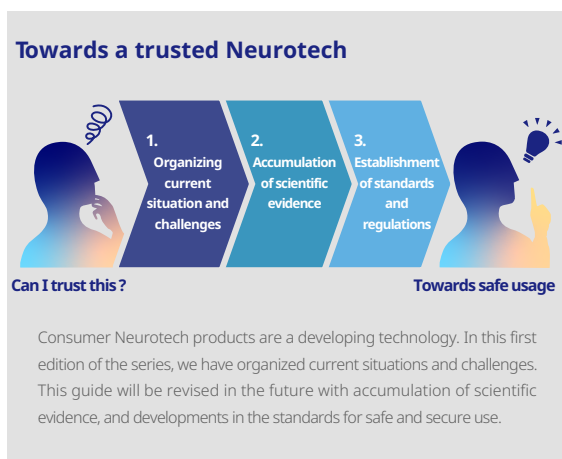 Towards a trusted Neurotech
1.
Organizing
current
situation and
challenges
2.
Accumulation
of scientific
evidence
3.
Establishment
of standards
and
regulations
Can I trust this ?
Towards safe usage
Consumer Neurotech products are a developing technology. In this first
edition of the series, we have organized current situations and challenges.
This guide will be revised in the future with accumulation of scientific
evidence, and developments in the standards for safe and secure use.